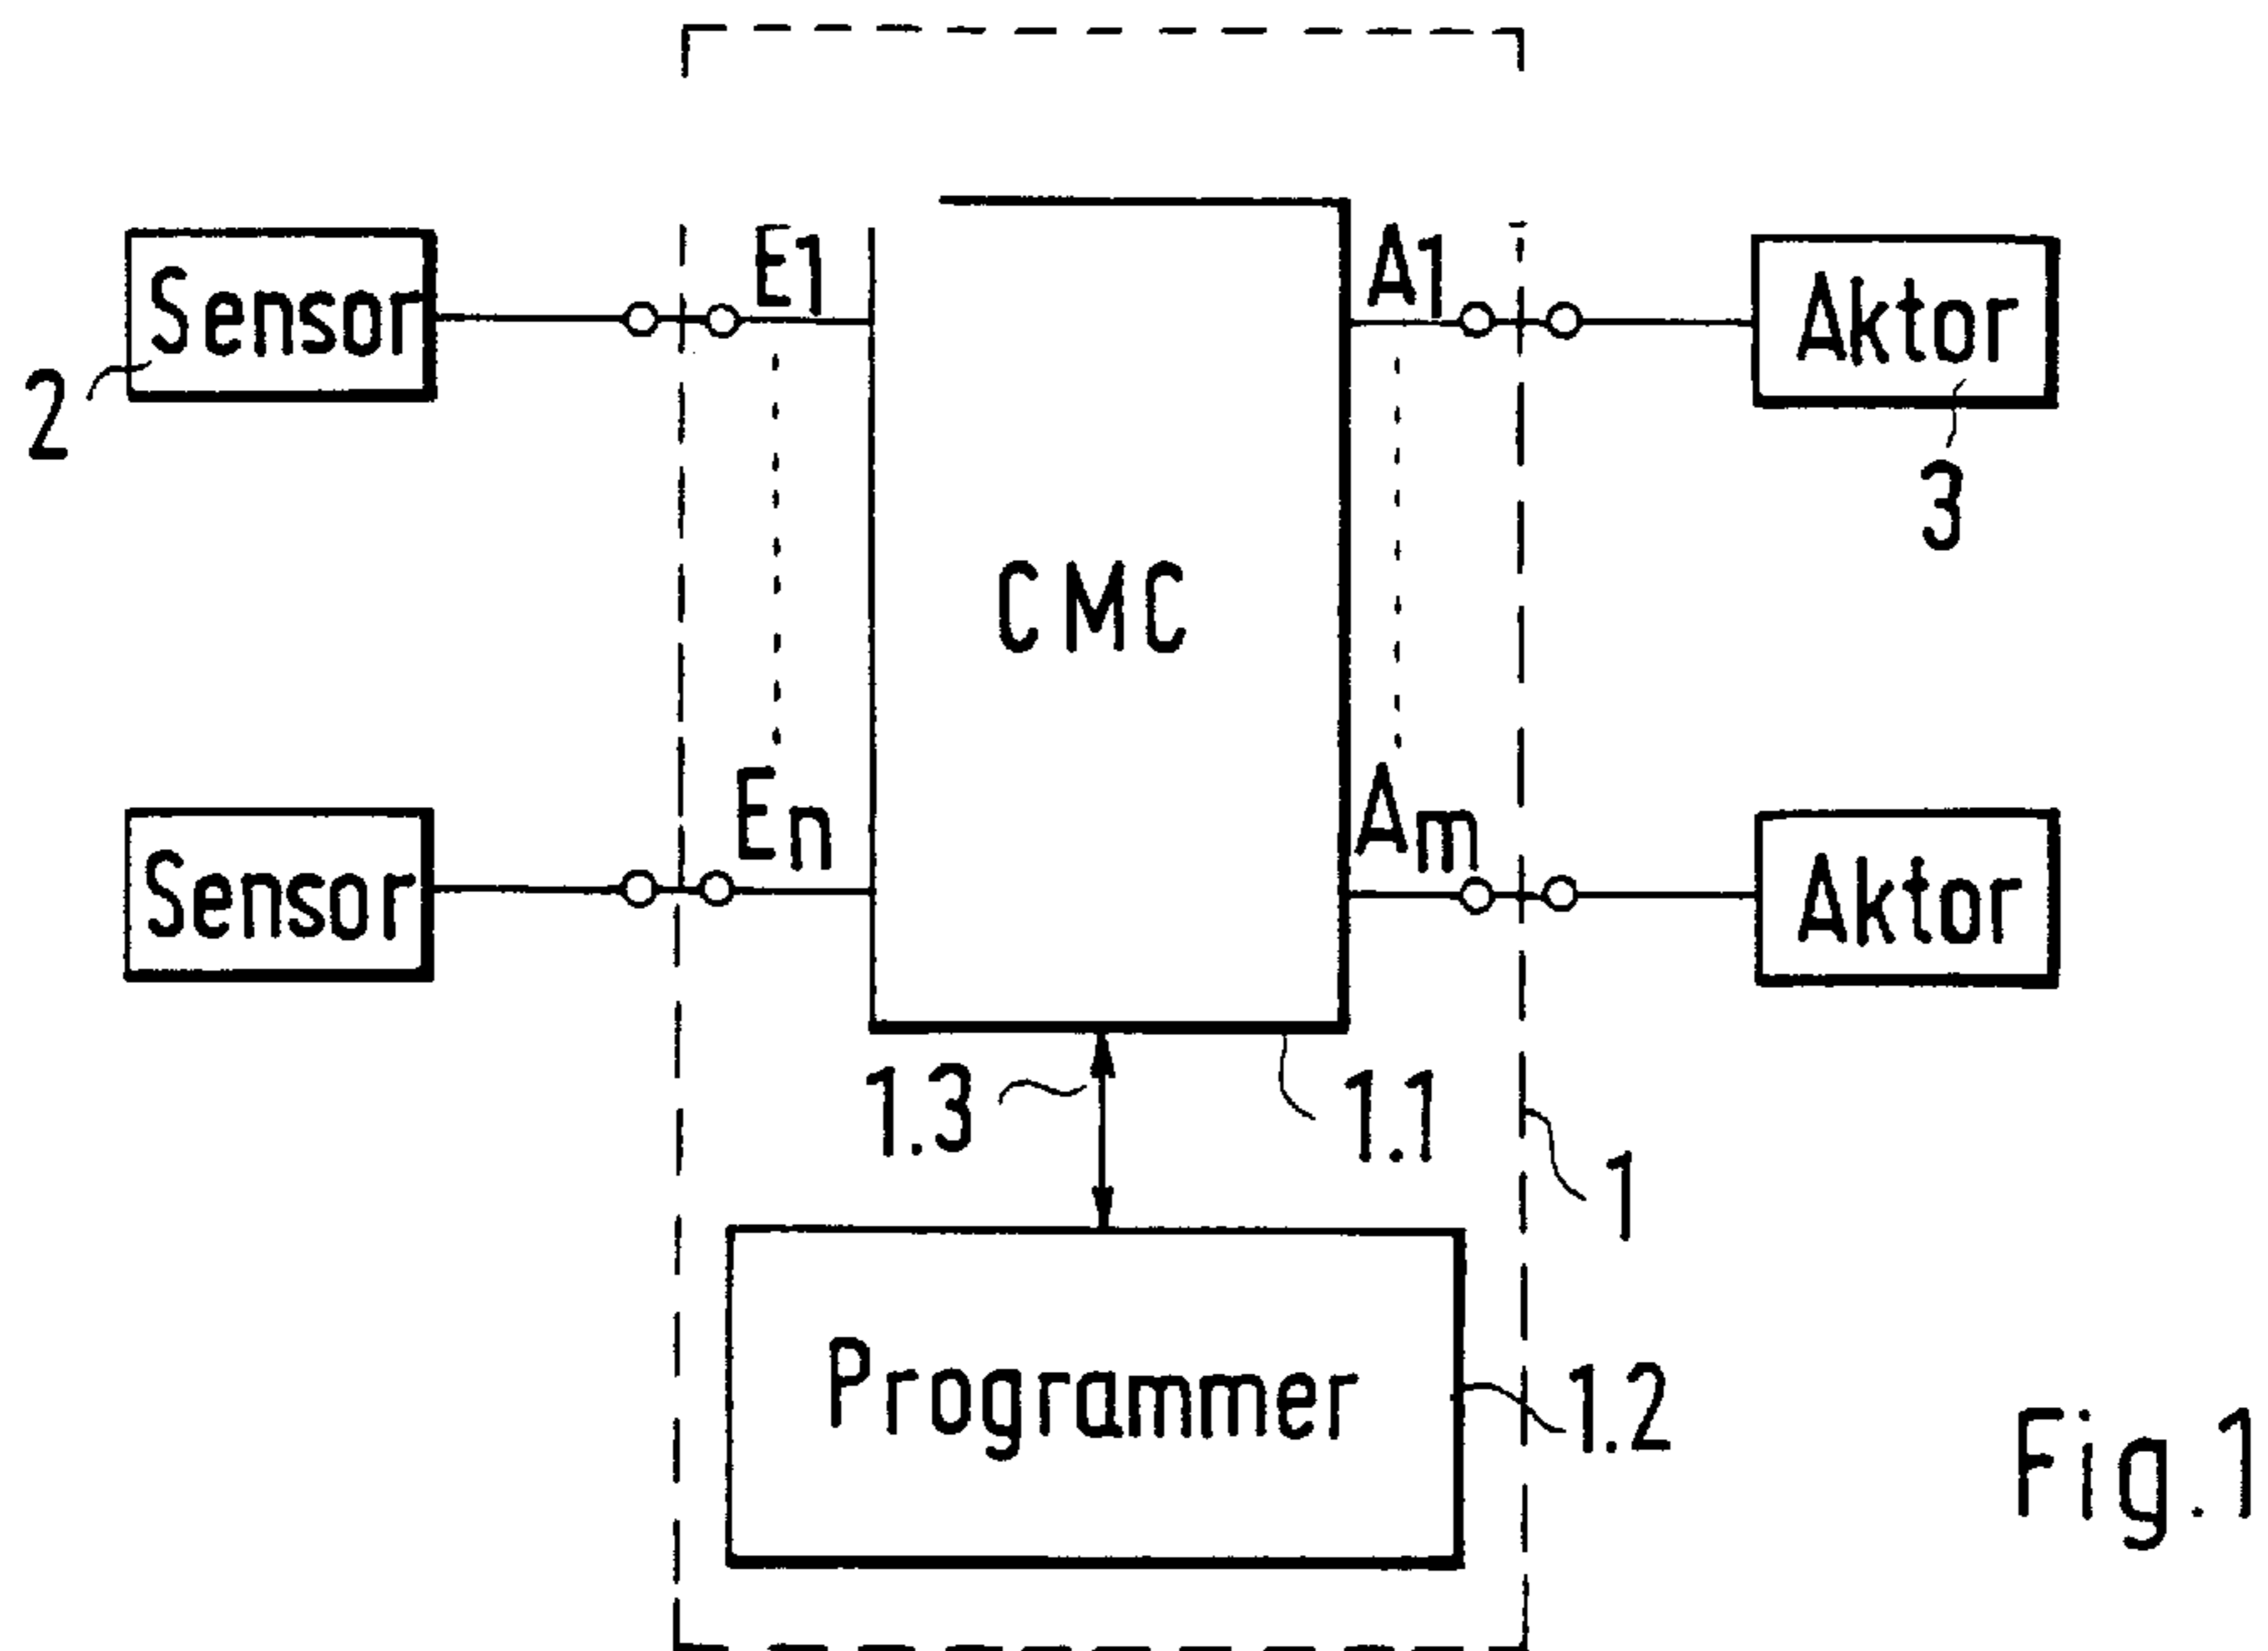 E1
A1
Sensor
Aktor
2
3
CMC
En
Am
Sensor
Aktor
1.3
1.1
1
Programmer
1.2
Fig.1